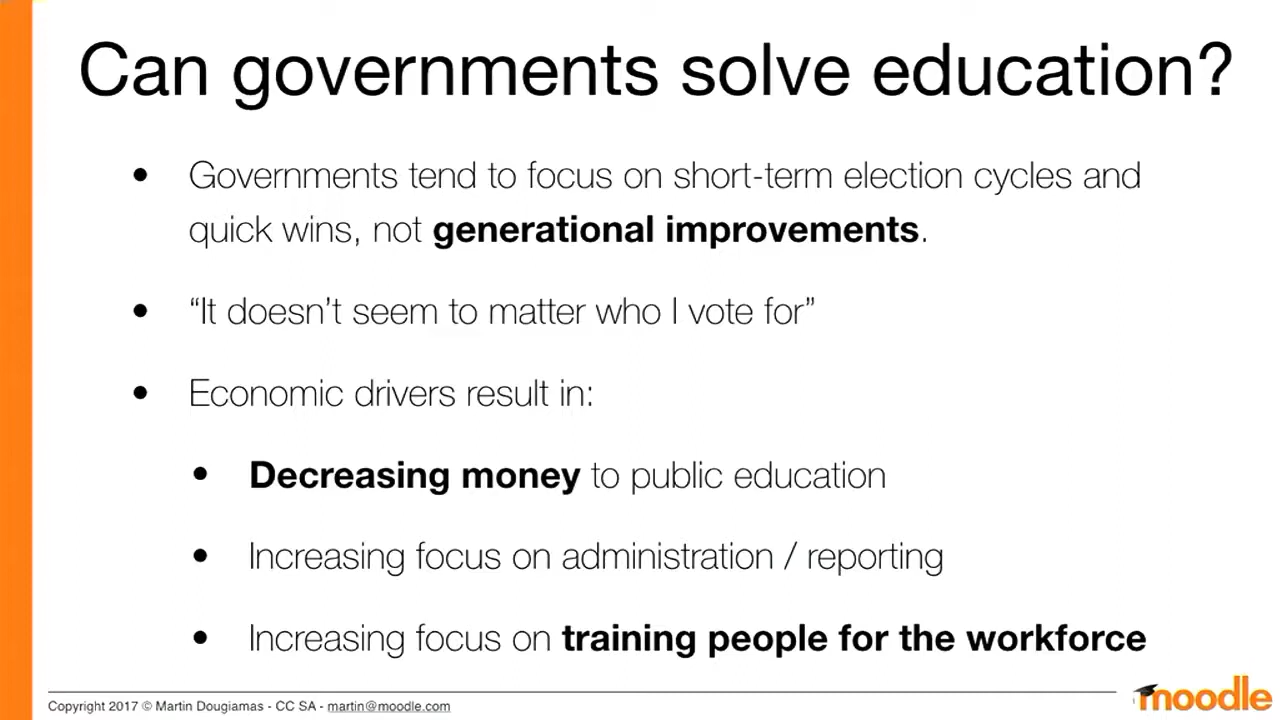 Can governments solve education?
• Governments tend to focus on short-term election cycles and
quick wins, not generational improvements.
• “It doesn’t seem to matter who I vote for”
• Economic drivers result in:
• Decreasing money to public education
• Increasing focus on administration / reporting
• Increasing focus on training people for the workforce
Copyright 2017 © Martin Dougiamas - CC SA - martin@moodle.com
moodle